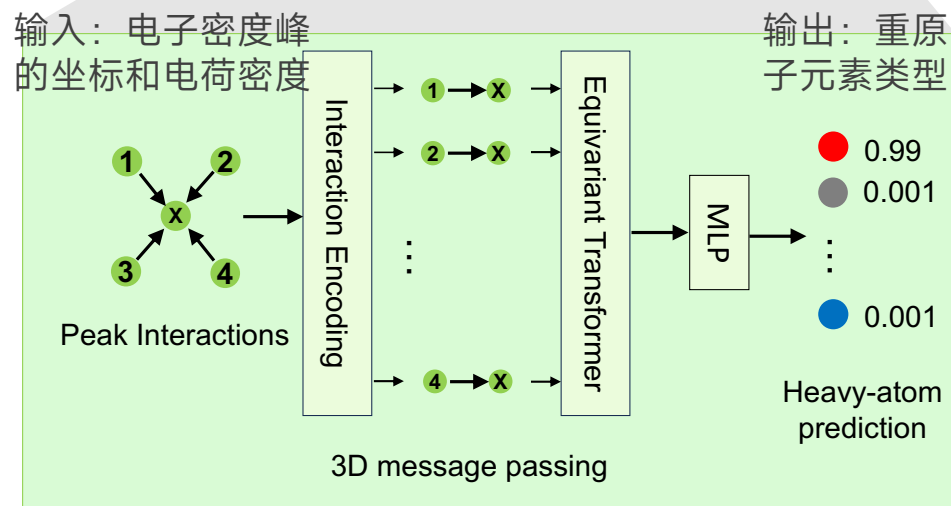 输入：电子密度峰
的坐标和电荷密度
输出：重原
子元素类型
1
2
X
3
4
Peak Interactions
Interaction Encoding
1
X
2
X
⋮
4
X
Equivariant Transformer
MLP
0.99
0.001
⋮
0.001
Heavy-atom
prediction
3D message passing